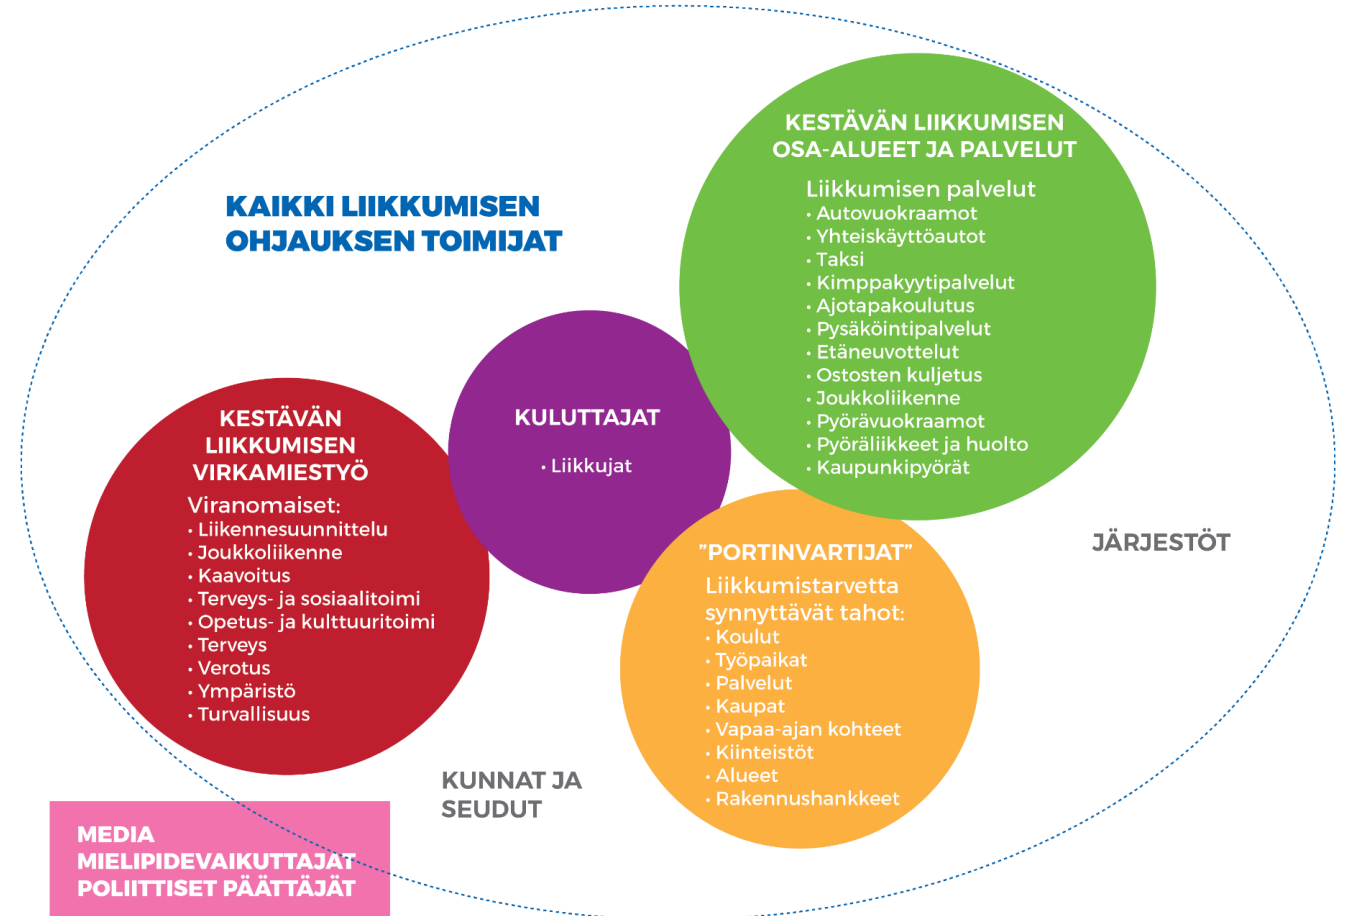 KESTÄVÄN LIIKKUMISEN
OSA-ALUEET JA PALVELUT
Liikkumisen palvelut
• Autovuokraamot
• Yhteiskäyttöautot
• Taksi
• Kimppakyytipalvelut
• Ajotapakoulutus
• Pysäköintipalvelut
• Etäneuvottelut
• Ostosten kuljetus
• Joukkoliikenne
• Pyörävuokraamot
• Pyöräliikkeet ja huolto
• Kaupunkipyörät
KAIKKI LIIKKUMISEN
OHJAUKSEN TOIMIJAT
KULUTTAJAT
• Liikkujat
KESTÄVÄN
LIIKKUMISEN
VIRKAMIESTYÖ
Viranomaiset:
• Liikennesuunnittelu
• Joukkoliikenne
• Kaavoitus
• Terveys- ja sosiaalitoimi
• Opetus- ja kulttuuritoimi
• Terveys
• Verotus
• Ympäristö
• Turvallisuus
”PORTINVARTIJAT”
Liikkumistarvetta
synnyttävät tahot:
• Koulut
• Työpaikat
• Palvelut
• Kaupat
• Vapaa-ajan kohteet
• Kiinteistöt
• Alueet
• Rakennushankkeet
JÄRJESTÖT
KUNNAT JA
SEUDUT
MEDIA
MIELIPIDEVAIKUTTAJAT
POLIITTISET PÄÄTTÄJÄT